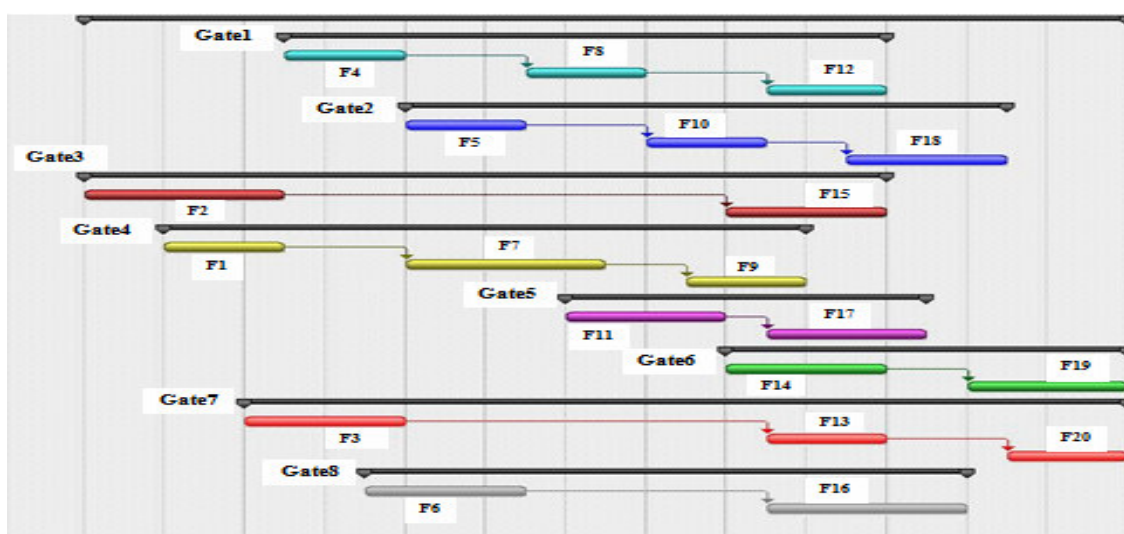 Gate1
F4
F8
F12
Gate2
F5
F10
F18
Gate3
F2
F15
Gate4
F1
F7
F9
Gate5
F11
F17
Gate6
F14
F19
Gate7
F3
F13
F20
Gate8
F6
F16